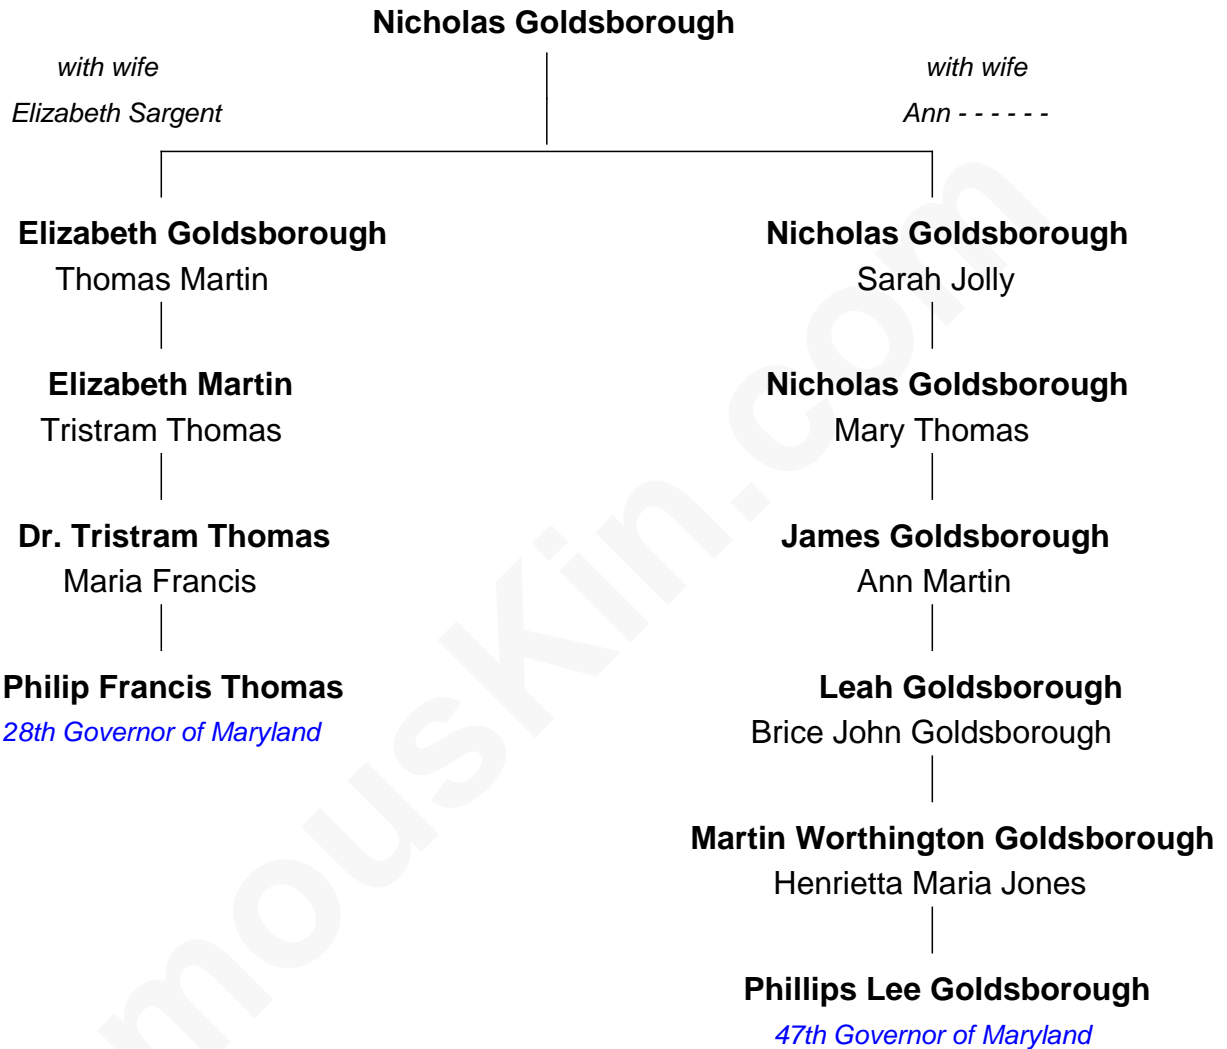 Nicholas Goldsborough
with wife
with wife
Elizabeth Sargent
Ann - - - - - -
Elizabeth Goldsborough
Nicholas Goldsborough
Thomas Martin
Sarah Jolly
Elizabeth Martin
Nicholas Goldsborough
Tristram Thomas
Mary Thomas
Dr. Tristram Thomas
James Goldsborough
Maria Francis
Ann Martin
Philip Francis Thomas
Leah Goldsborough
28th Governor of Maryland
Brice John Goldsborough
Martin Worthington Goldsborough
Henrietta Maria Jones
Phillips Lee Goldsborough
47th Governor of Maryland
mousKin.com